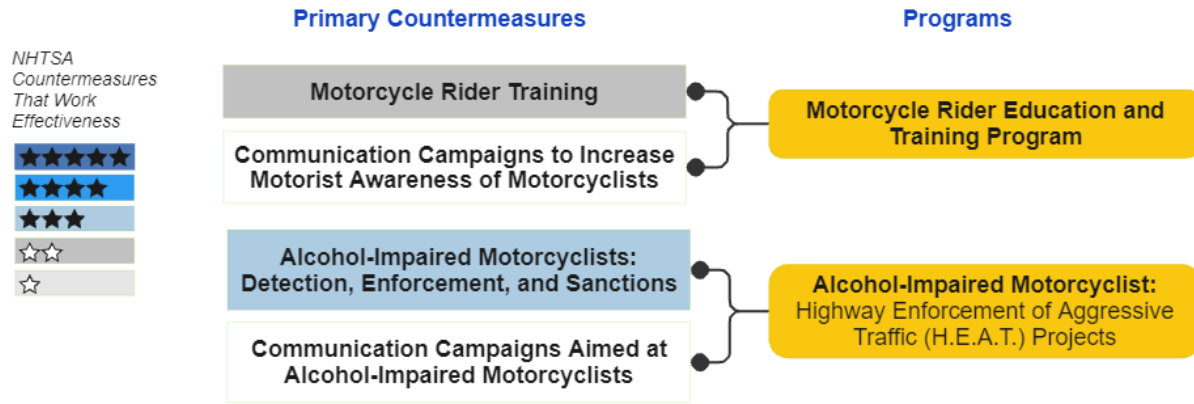 Primary Countermeasures
Programs
NHTSA
Countermeasures
That Work
Effectiveness
Motorcycle Rider Training
Communication Campaigns to Increase
Motorist Awareness of Motorcyclists
Motorcycle Rider Education and
Training Program
Alcohol-Impaired Motorcyclists:
Detection, Enforcement, and Sanctions
Communication Campaigns Aimed at
Alcohol-Impaired Motorcyclists
Alcohol-Impaired Motorcyclist:
Highway Enforcement of Aggressive
Traffic (H.E.A.T.) Projects